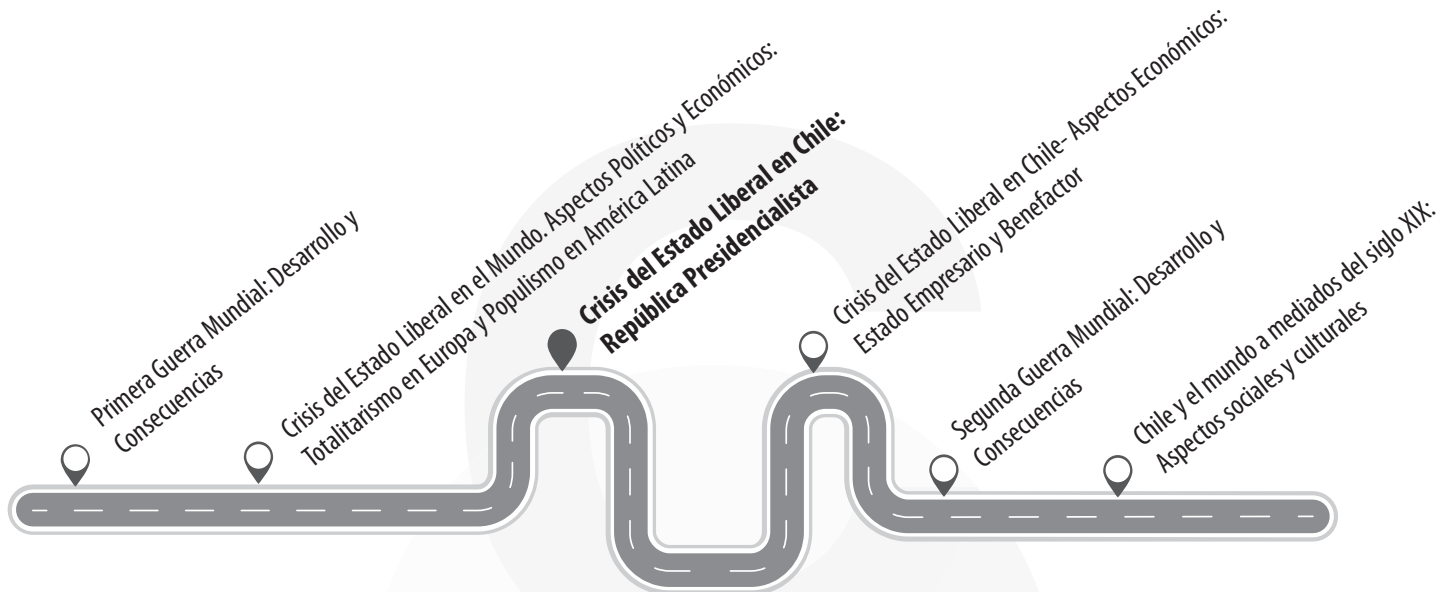 Primera Guerra Mundial: Desarrollo y
Consecuencias
Crisis del Estado Liberal en el Mundo. Aspectos Políticos y Económicos:
Totalitarismo en Europa y Populismo en América Latina
Crisis del Estado Liberal en Chile:
República Presidencialista
Crisis del Estado Liberal en Chile- Aspectos Económicos:
Estado Empresario y Benefactor
Segunda Guerra Mundial: Desarrollo y
Consecuencias
Chile y el mundo a mediados del siglo XIX:
Aspectos sociales y culturales